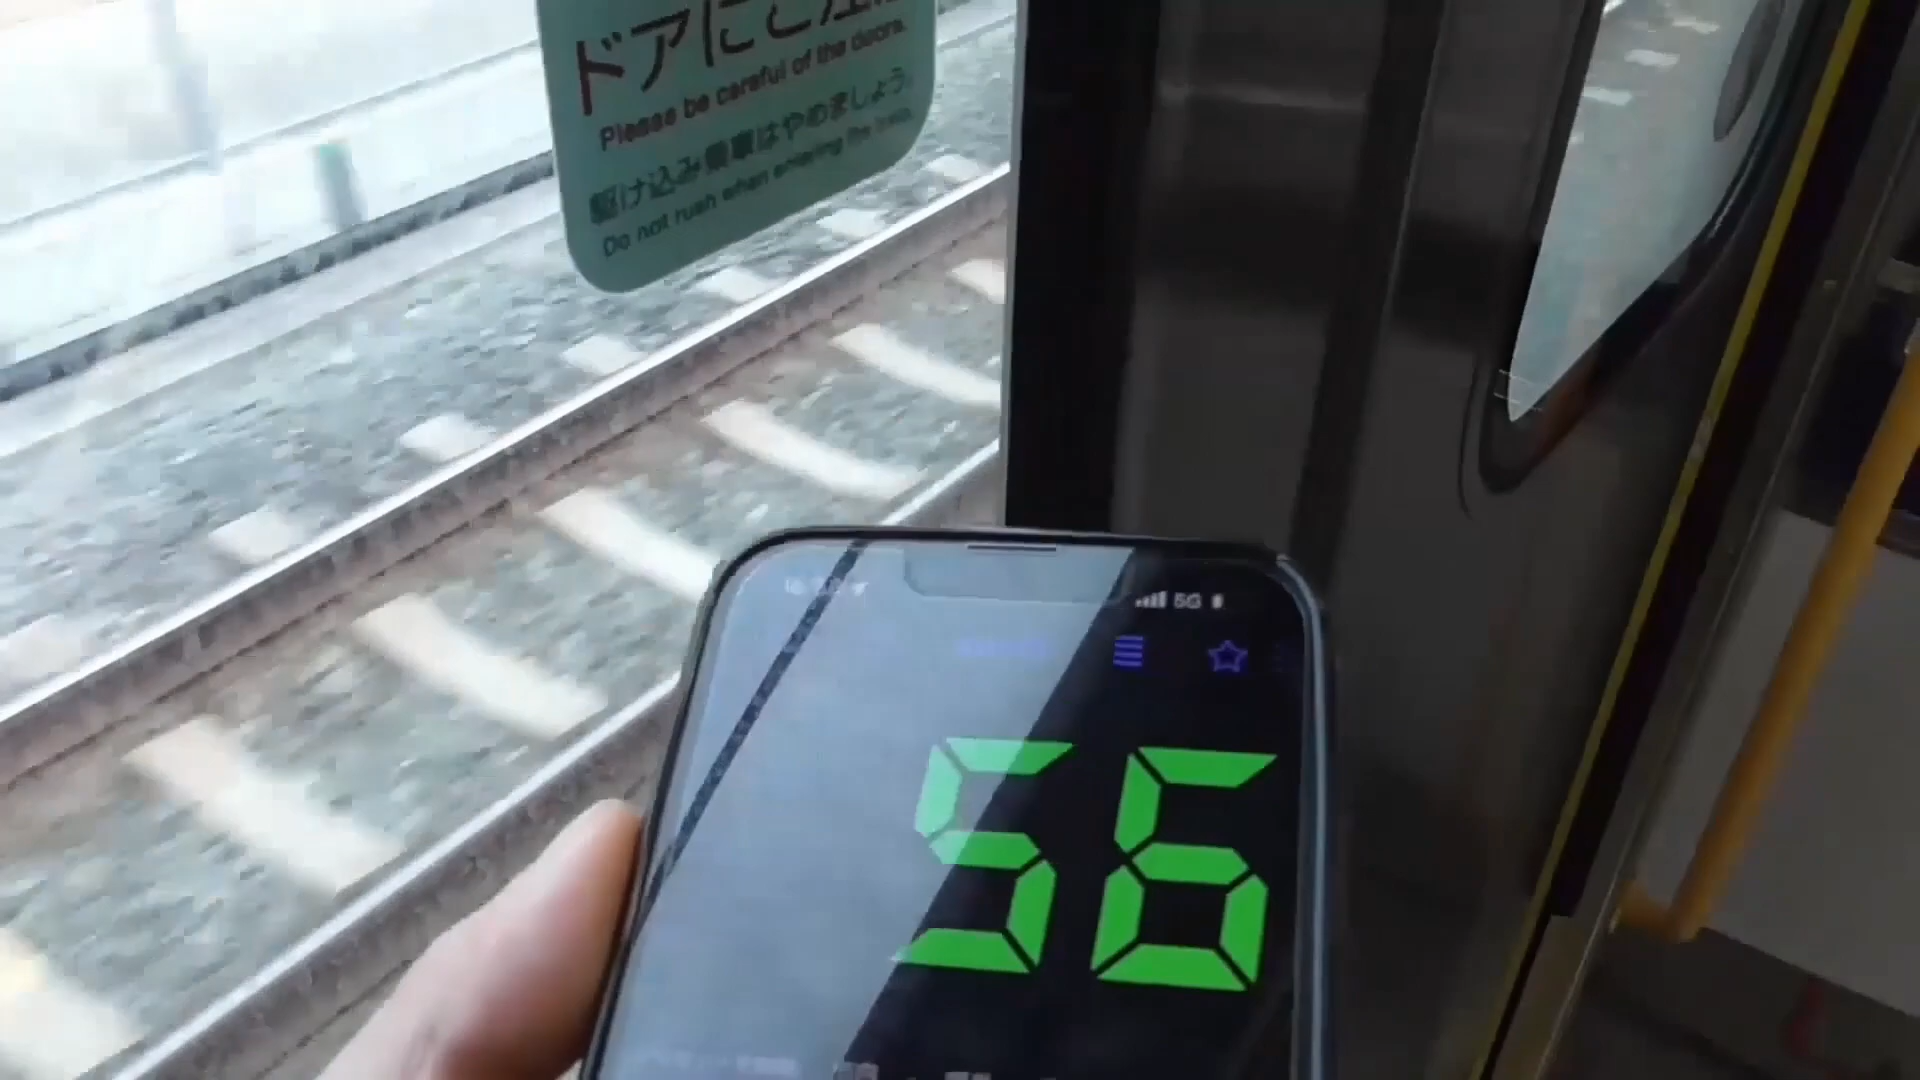 ドアにご注意
Please be careful of the doors.
駆け込み乗車はやめましょう。
Do not rush when entering the train.
5G
56